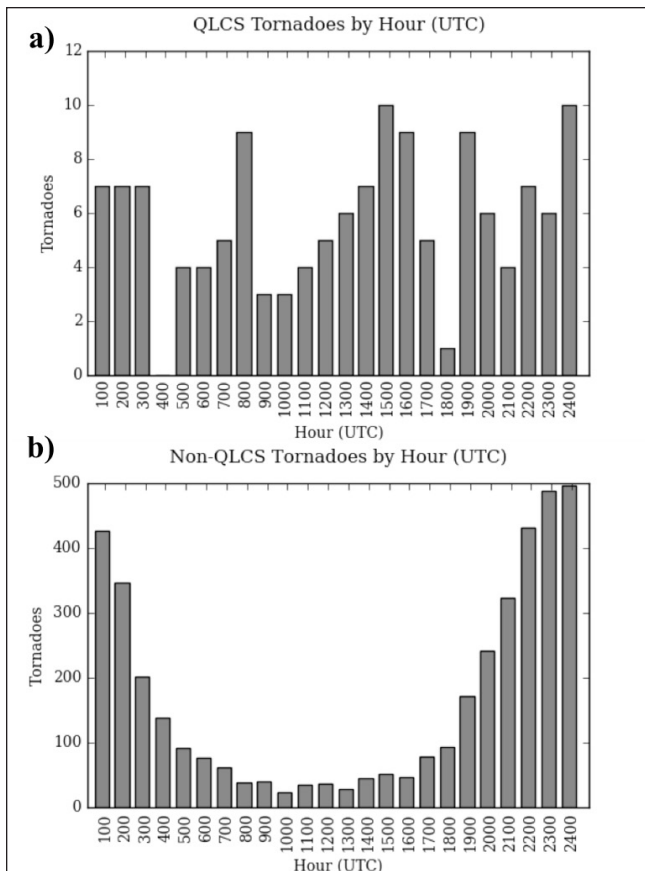 a)
QLCS Tornadoes by Hour (UTC)
12
10
8
6
4
2
0
Tornadoes
100 200 300 400 500 600 700 800 900 1000 1100 1200 1300 1400 1500 1600 1700 1800 1900 2000 2100 2200 2300 2400
Hour (UTC)
b)
Non-QLCS Tornadoes by Hour (UTC)
500
400
300
200
100
0
Tornadoes
100 200 300 400 500 600 700 800 900 1000 1100 1200 1300 1400 1500 1600 1700 1800 1900 2000 2100 2200 2300 2400
Hour (UTC)